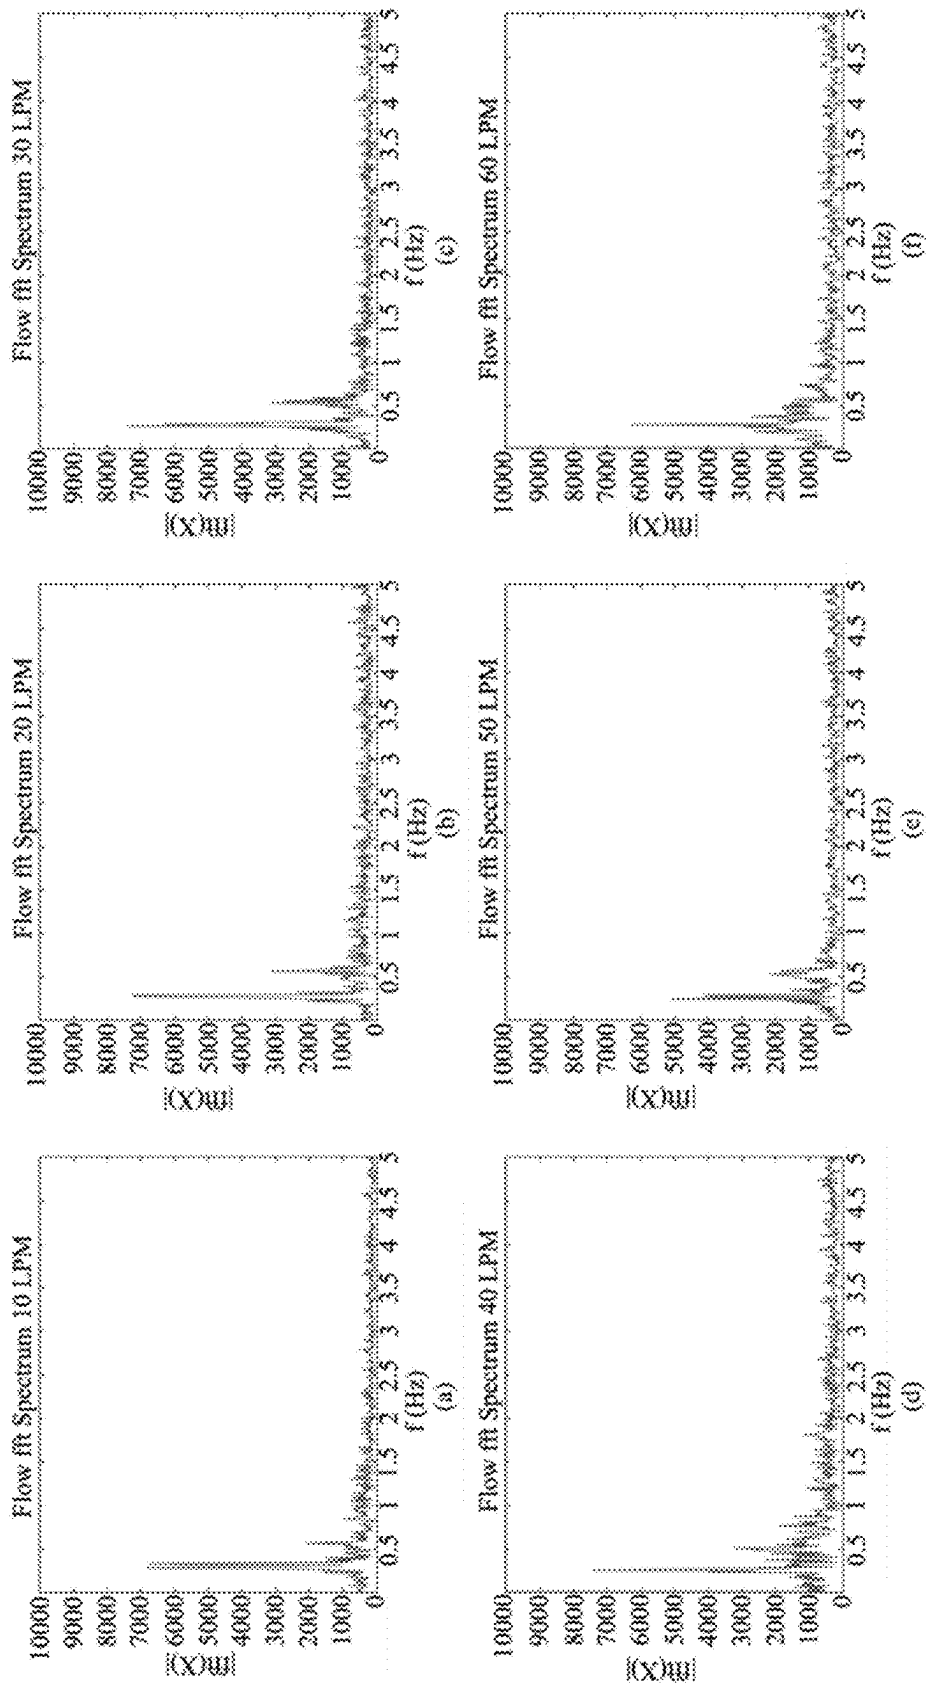 Flow fft Spectrum 10 LPM
10000
9000
8000
7000
6000
5000
4000
3000
2000
1000
0
|fft(X)|
0.5 1 1.5 2 2.5 3 3.5 4 4.5 5
f (Hz)
(a)
Flow fft Spectrum 20 LPM
10000
9000
8000
7000
6000
5000
4000
3000
2000
1000
0
|fft(X)|
0.5 1 1.5 2 2.5 3 3.5 4 4.5 5
f (Hz)
(b)
Flow fft Spectrum 30 LPM
10000
9000
8000
7000
6000
5000
4000
3000
2000
1000
0
|fft(X)|
0.5 1 1.5 2 2.5 3 3.5 4 4.5 5
f (Hz)
(c)
Flow fft Spectrum 40 LPM
10000
9000
8000
7000
6000
5000
4000
3000
2000
1000
0
|fft(X)|
0.5 1 1.5 2 2.5 3 3.5 4 4.5 5
f (Hz)
(d)
Flow fft Spectrum 50 LPM
10000
9000
8000
7000
6000
5000
4000
3000
2000
1000
0
|fft(X)|
0.5 1 1.5 2 2.5 3 3.5 4 4.5 5
f (Hz)
(e)
Flow fft Spectrum 60 LPM
10000
9000
8000
7000
6000
5000
4000
3000
2000
1000
0
|fft(X)|
0.5 1 1.5 2 2.5 3 3.5 4 4.5 5
f (Hz)
(f)